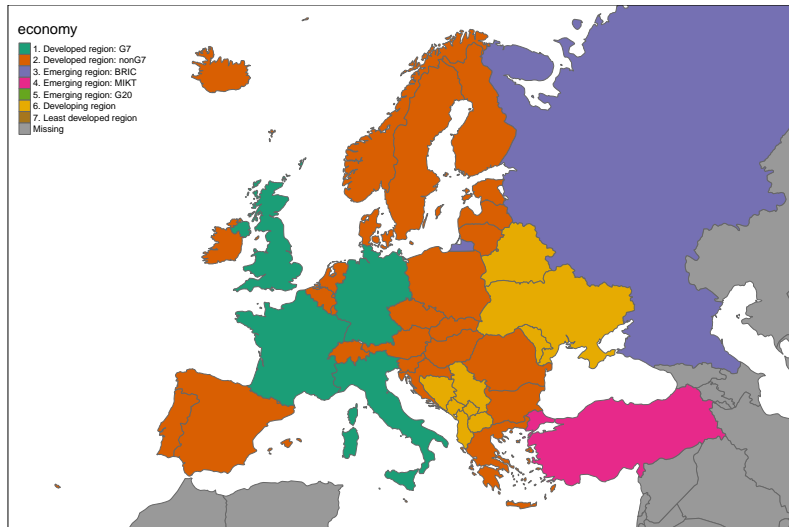 economy
1. Developed region: G7
2. Developed region: nonG7
3. Emerging region: BRIC
4. Emerging region: MIKT
5. Emerging region: G20
6. Developing region
7. Least developed region
Missing